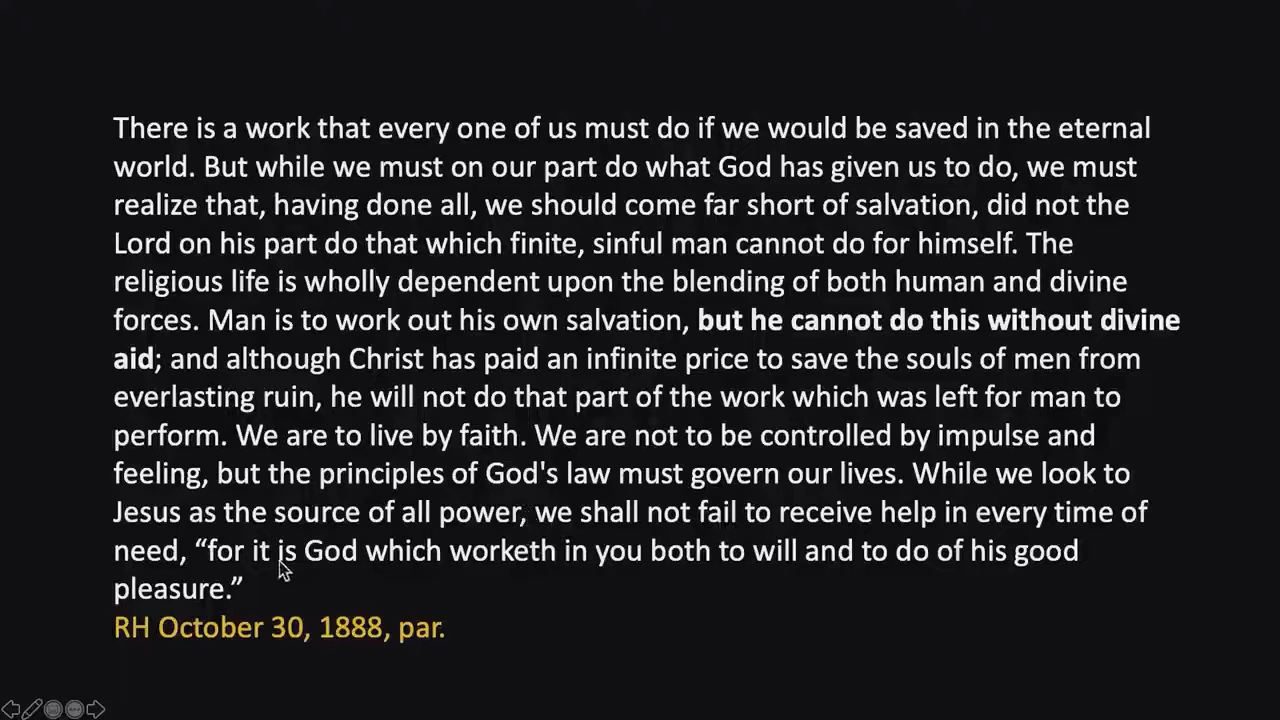 There is a work that every one of us must do if we would be saved in the eternal
world. But while we must on our part do what God has given us to do, we must
realize that, having done all, we should come far short of salvation, did not the
Lord on his part do that which finite, sinful man cannot do for himself. The
religious life is wholly dependent upon the blending of both human and divine
forces. Man is to work out his own salvation, but he cannot do this without divine
aid; and although Christ has paid an infinite price to save the souls of men from
everlasting ruin, he will not do that part of the work which was left for man to
perform. We are to live by faith. We are not to be controlled by impulse and
feeling, but the principles of God's law must govern our lives. While we look to
Jesus as the source of all power, we shall not fail to receive help in every time of
need, “for it is God which worketh in you both to will and to do of his good
pleasure.”
RH October 30, 1888, par.